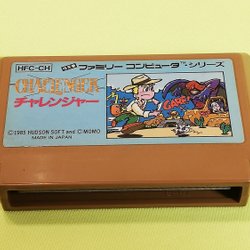 HFC-CH
ファミリー コンピュータ シリーズ
CHALLENGER
チャレンジャー
GARR
©1985 HUDSON SOFT and ©MOMO
MADE IN JAPAN